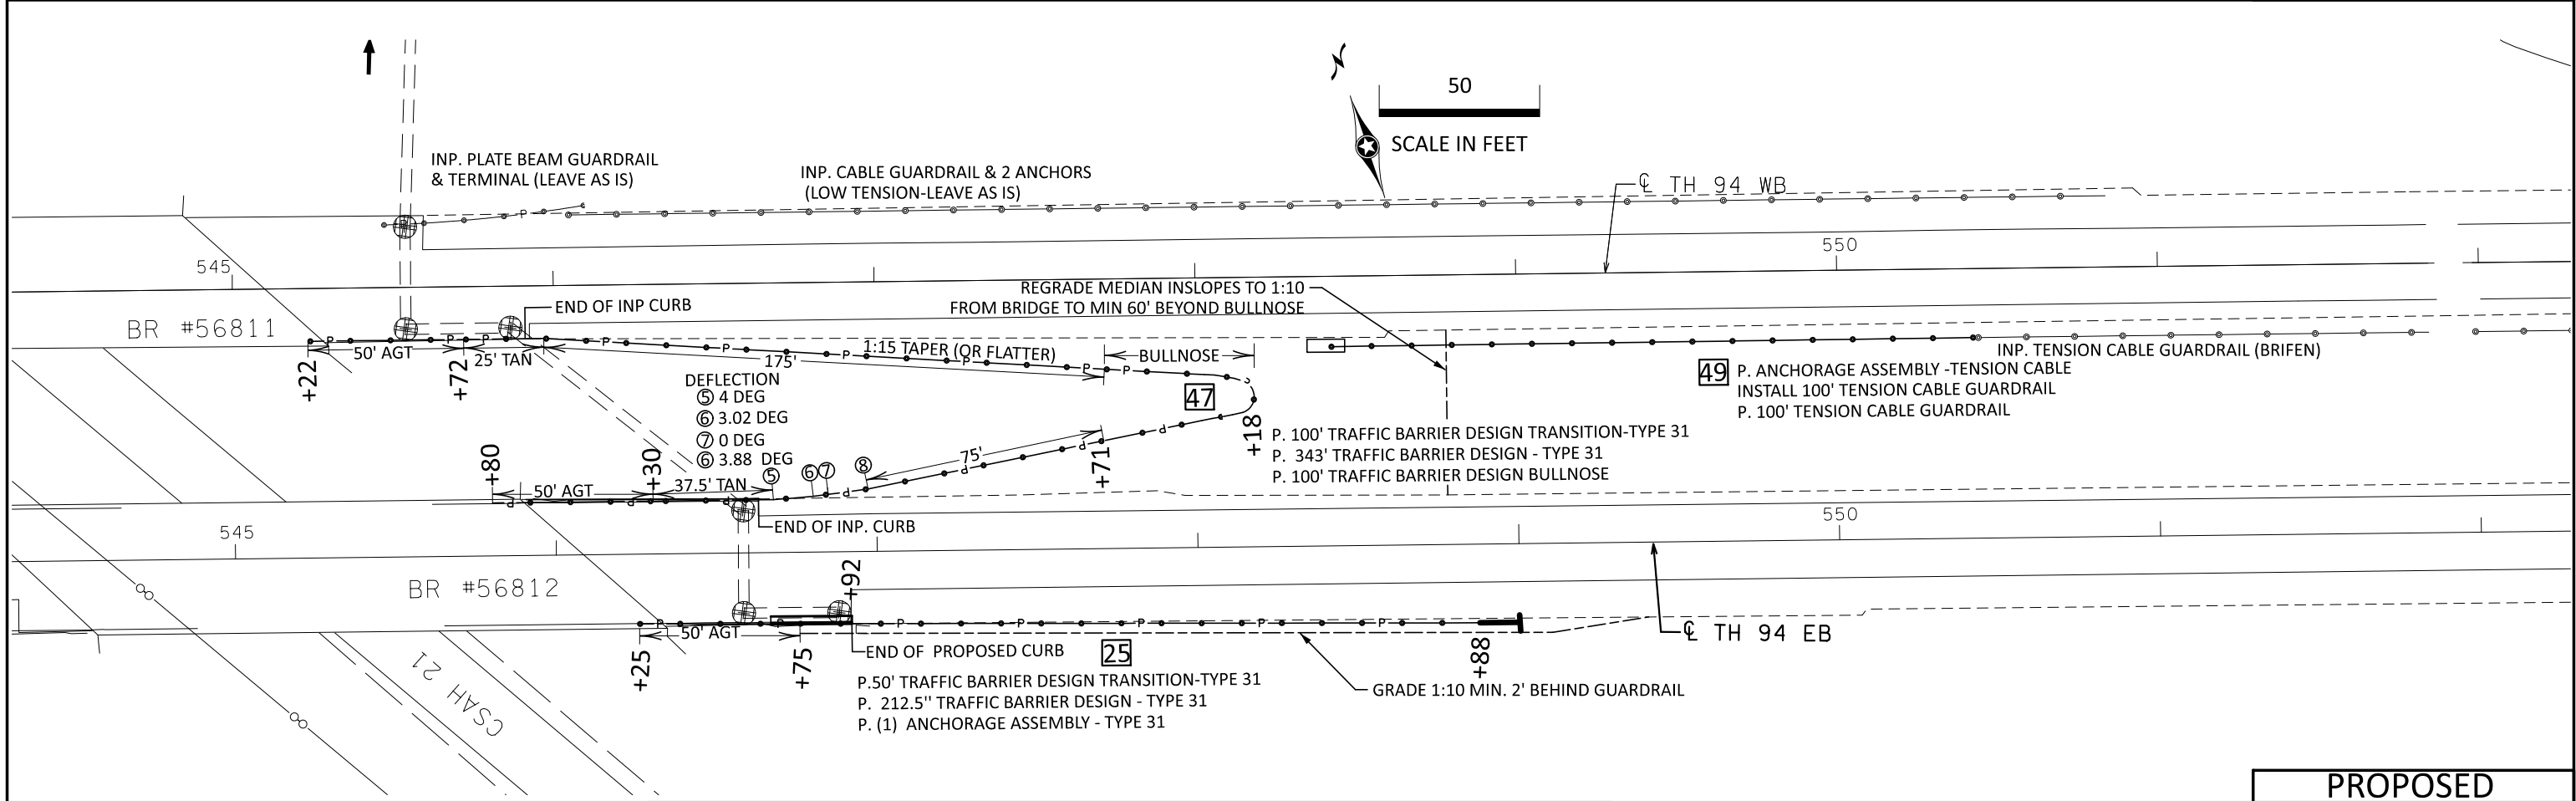 50
SCALE IN FEET
INP. PLATE BEAM GUARDRAIL
& TERMINAL (LEAVE AS IS)
INP. CABLE GUARDRAIL & 2 ANCHORS
(LOW TENSION-LEAVE AS IS)
℄ TH 94 WB
545
550
END OF INP CURB
REGRADE MEDIAN INSLOPES TO 1:10
FROM BRIDGE TO MIN 60' BEYOND BULLNOSE
BR #56811
50' AGT
25' TAN
175'
1:15 TAPER (OR FLATTER)
BULLNOSE
+22
+72
INP. TENSION CABLE GUARDRAIL (BRIFEN)
49
P. ANCHORAGE ASSEMBLY -TENSION CABLE
INSTALL 100' TENSION CABLE GUARDRAIL
P. 100' TENSION CABLE GUARDRAIL
DEFLECTION
⑤ 4 DEG
⑥ 3.02 DEG
⑦ 0 DEG
⑥ 3.88 DEG
47
+18
P. 100' TRAFFIC BARRIER DESIGN TRANSITION-TYPE 31
P. 343' TRAFFIC BARRIER DESIGN - TYPE 31
P. 100' TRAFFIC BARRIER DESIGN BULLNOSE
+80
+30
50' AGT
37.5' TAN
⑤
⑥
⑦
⑧
75'
+71
END OF INP. CURB
545
550
BR #56812
+92
℄ TH 94 EB
50' AGT
+25
+75
END OF PROPOSED CURB
25
+88
P.50' TRAFFIC BARRIER DESIGN TRANSITION-TYPE 31
P. 212.5'' TRAFFIC BARRIER DESIGN - TYPE 31
P. (1) ANCHORAGE ASSEMBLY - TYPE 31
GRADE 1:10 MIN. 2' BEHIND GUARDRAIL
CSAH 21
PROPOSED